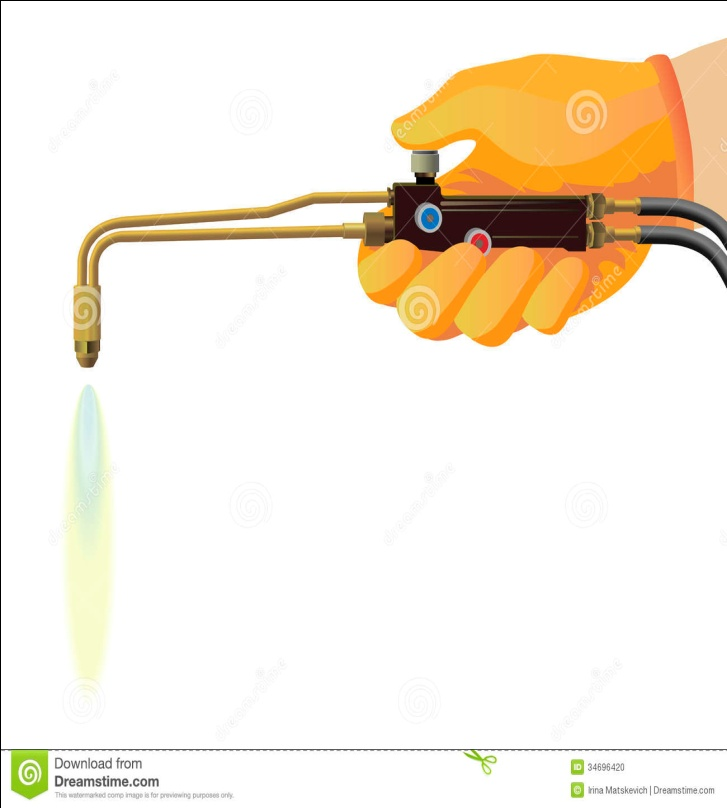 Download from
Dreamstime.com
This watermarked comp image is for previewing purposes only.
ID 34696420
© Irina Matskevich | Dreamstime.com